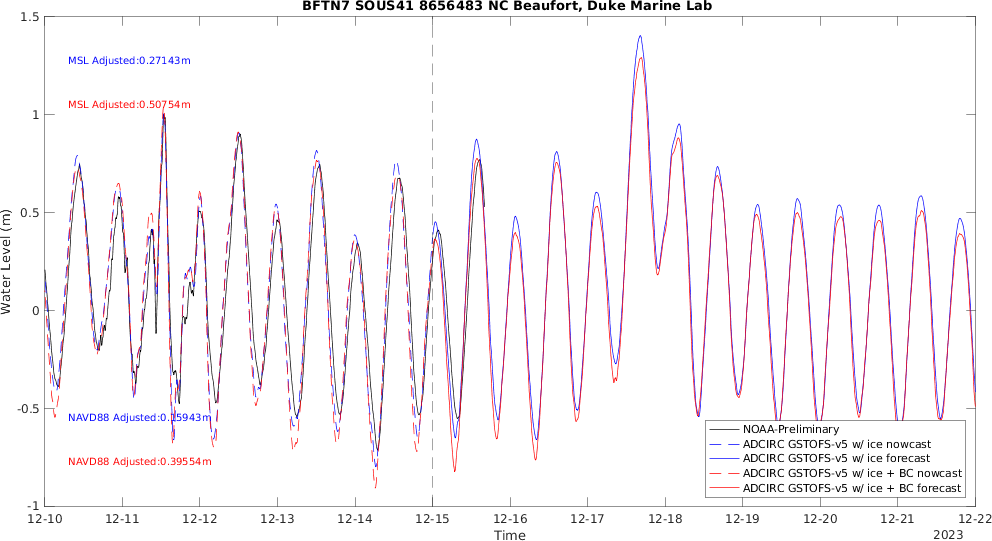 BFTN7 SOUS41 8656483 NC Beaufort, Duke Marine Lab
1.5
1
0.5
0
-0.5
-1
Water Level (m)
MSL Adjusted:0.27143m
MSL Adjusted:0.50754m
NAVD88 Adjusted:0.15943m
NAVD88 Adjusted:0.39554m
NOAA-Preliminary
ADCIRC GSTOFS-v5 w/ ice nowcast
ADCIRC GSTOFS-v5 w/ ice forecast
ADCIRC GSTOFS-v5 w/ ice + BC nowcast
ADCIRC GSTOFS-v5 w/ ice + BC forecast
12-10 12-11 12-12 12-13 12-14 12-15 12-16 12-17 12-18 12-19 12-20 12-21 12-22
Time
2023